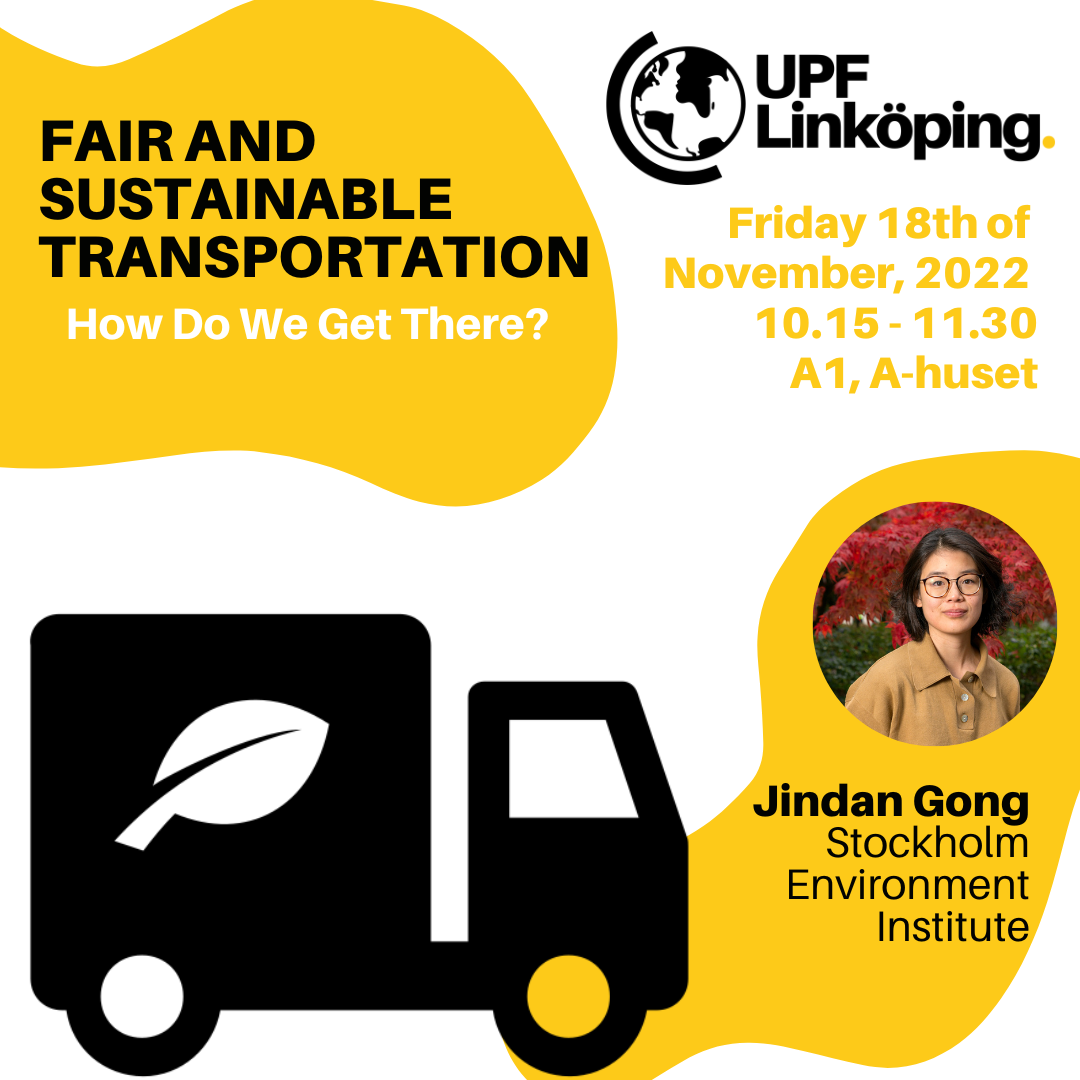 FAIR AND
SUSTAINABLE
TRANSPORTATION
How Do We Get There?
UPF
Linköping.
Friday 18th of
November, 2022
10.15 - 11.30
A1, A-huset
Jindan Gong
Stockholm
Environment
Institute